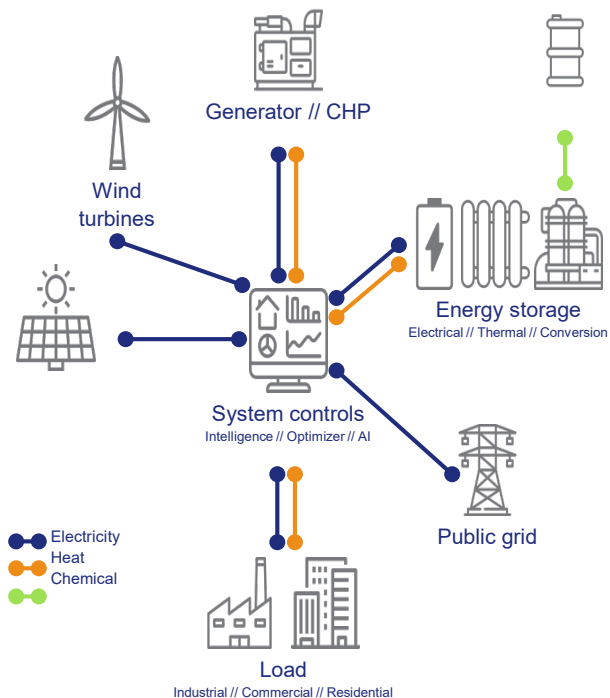 Generator // CHP
Wind
turbines
Energy storage
Electrical // Thermal // Conversion
System controls
Intelligence // Optimizer // AI
Public grid
Electricity
Heat
Chemical
Load
Industrial // Commercial // Residential